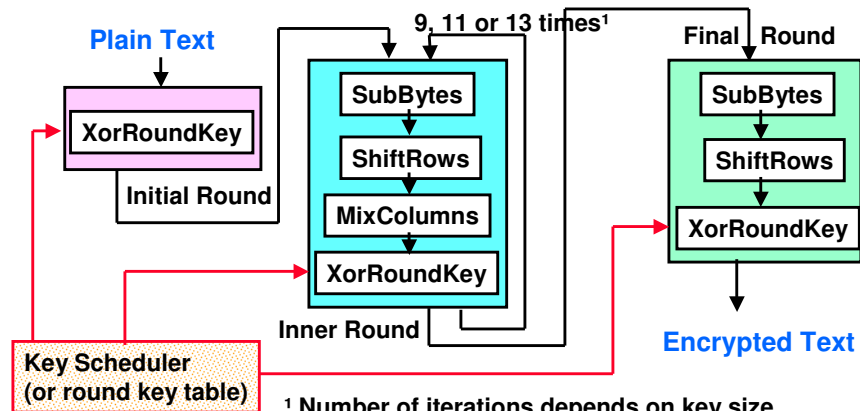 9, 11 or 13 times¹
Plain Text
Final Round
XorRoundKey
Initial Round
SubBytes
ShiftRows
MixColumns
XorRoundKey
Inner Round
SubBytes
ShiftRows
XorRoundKey
Encrypted Text
Key Scheduler
(or round key table)
¹ Number of iterations depends on key size